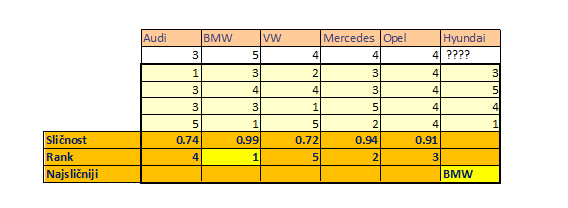 Audi BMW VW Mercedes Opel Hyundai
3 5 4 4 4 ????
1 3 2 3 4 3
3 4 4 3 4 5
3 3 1 5 4 4
5 1 5 2 4 1
Sličnost 0.74 0.99 0.72 0.94 0.91
Rank 4 1 5 2 3
Najsličniji BMW